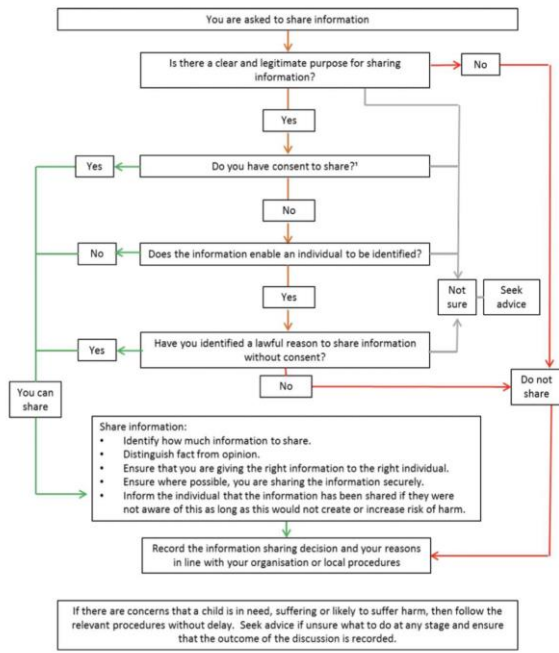 You are asked to share information
Is there a clear and legitimate purpose for sharing
information?
No
Yes
Yes
Do you have consent to share?¹
No
No
Does the information enable an individual to be identified?
Yes
Not
sure
Seek
advice
Yes
Have you identified a lawful reason to share information
without consent?
No
You can
share
Do not
share
Share information:
• Identify how much information to share.
• Distinguish fact from opinion.
• Ensure that you are giving the right information to the right individual.
• Ensure where possible, you are sharing the information securely.
• Inform the individual that the information has been shared if they were
not aware of this as long as this would not create or increase risk of harm.
Record the information sharing decision and your reasons
in line with your organisation or local procedures
If there are concerns that a child is in need, suffering or likely to suffer harm, then follow the
relevant procedures without delay. Seek advice if unsure what to do at any stage and ensure
that the outcome of the discussion is recorded.